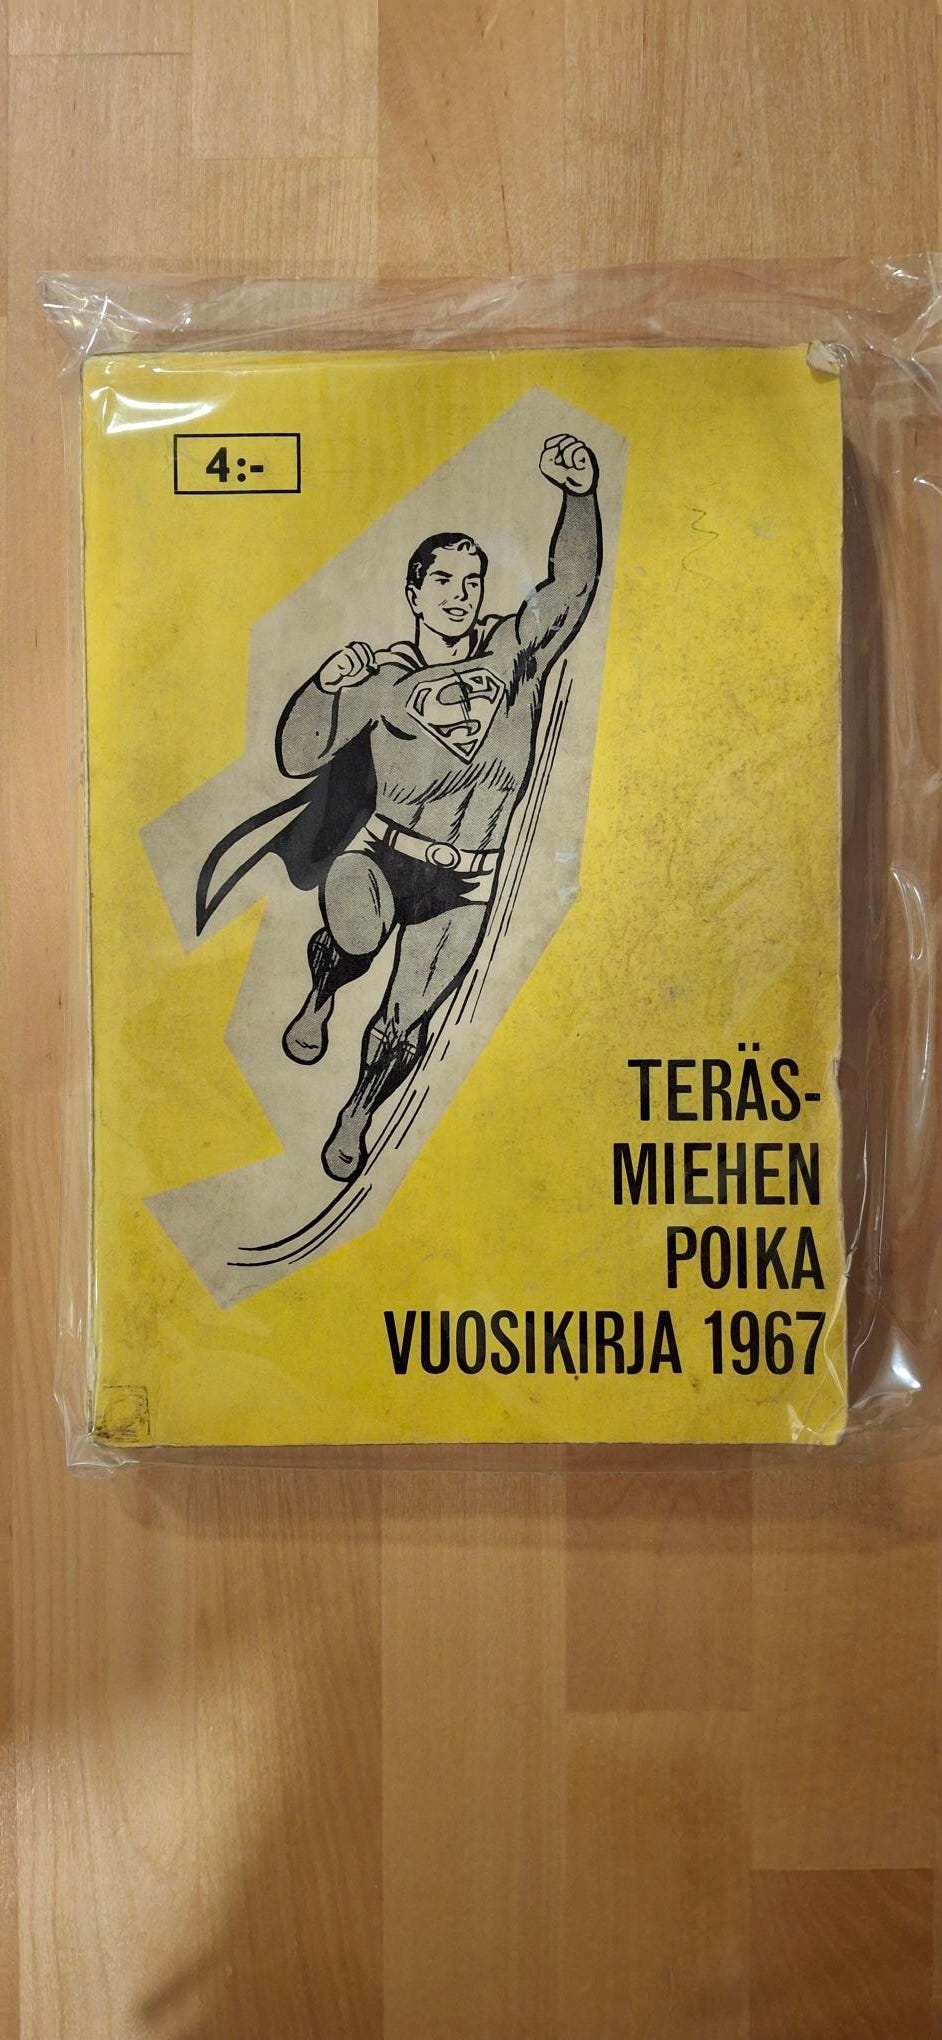 4:-
S
TERÄS-
MIEHEN
POIKA
VUOSIKIRJA 1967